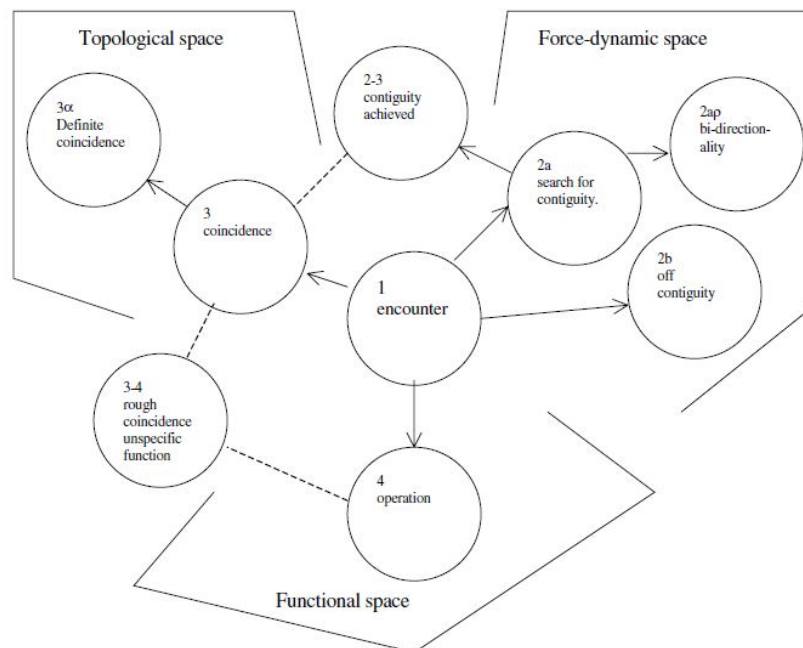 Topological space
Force-dynamic space
3α
Definite
coincidence
2-3
contiguity
achieved
2aρ
bi-direction-
ality
2a
search for
contiguity.
3
coincidence
2b
off
contiguity
1
encounter
3-4
rough
coincidence
unspecific
function
4
operation
Functional space